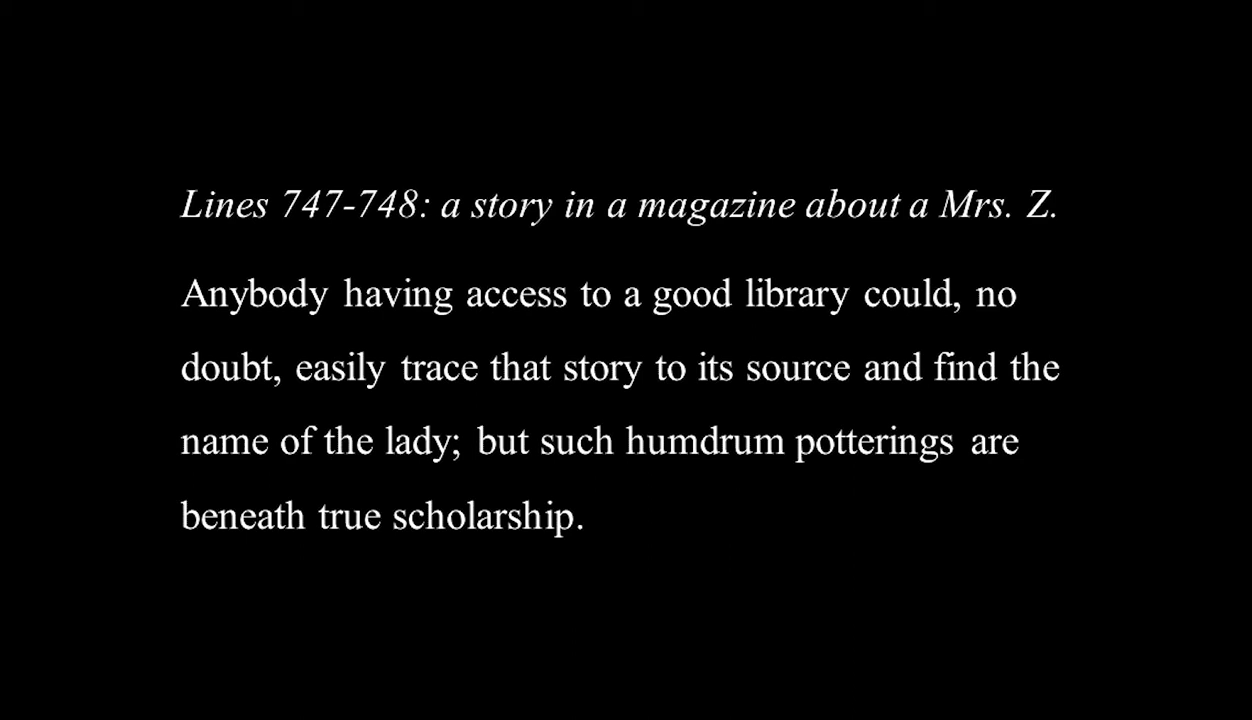 Lines 747-748: a story in a magazine about a Mrs. Z.
Anybody having access to a good library could, no
doubt, easily trace that story to its source and find the
name of the lady; but such humdrum potterings are
beneath true scholarship.